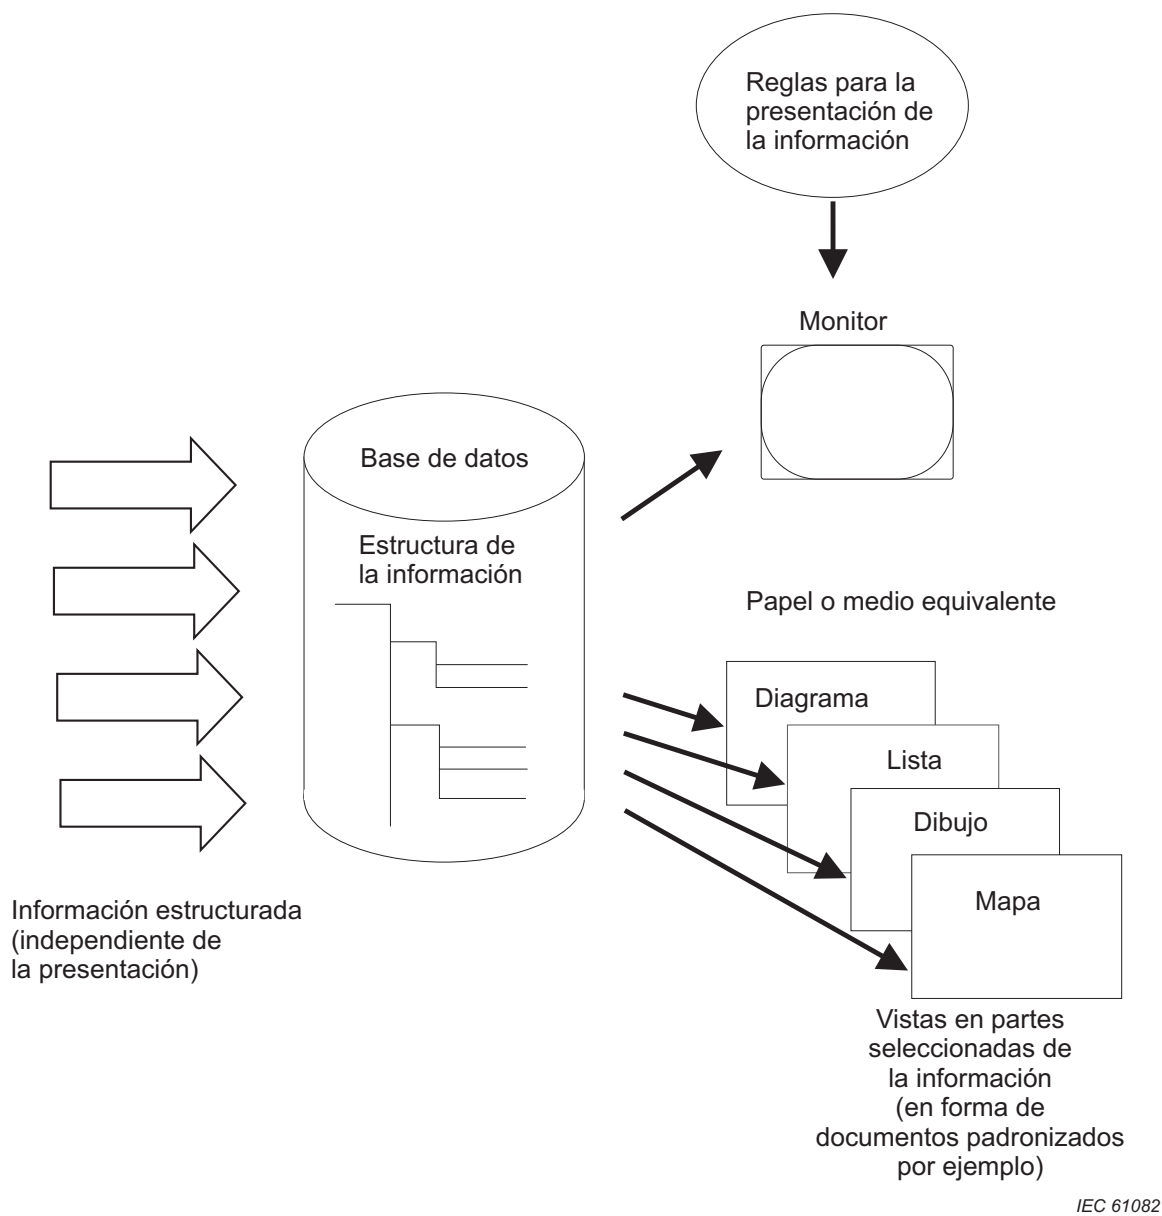 Reglas para la
presentación de
la información
Monitor
Base de datos
Estructura de
la información
Papel o medio equivalente
Diagrama
Lista
Dibujo
Mapa
Información estructurada
(independiente de
la presentación)
Vistas en partes
seleccionadas de
la información
(en forma de
documentos padronizados
por ejemplo)
IEC 61082